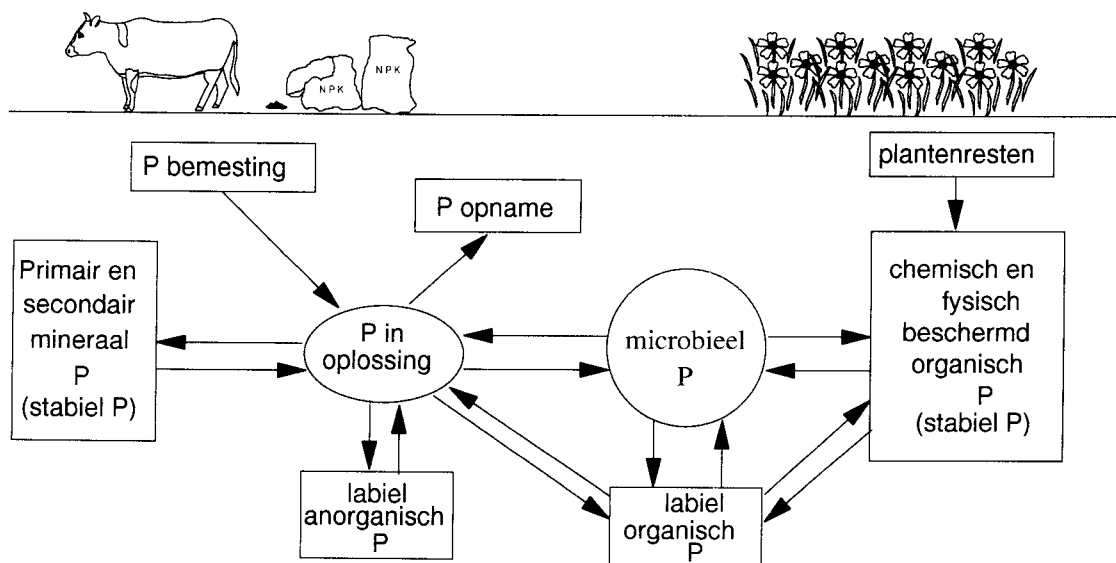 NPK
NPK
P bemesting
P opname
plantenresten
Primair en
secondair
mineraal
P
(stabiel P)
P in
oplossing
microbieel
P
chemisch en
fysisch
beschermd
organisch
P
(stabiel P)
labiel
anorganisch
P
labiel
organisch
P